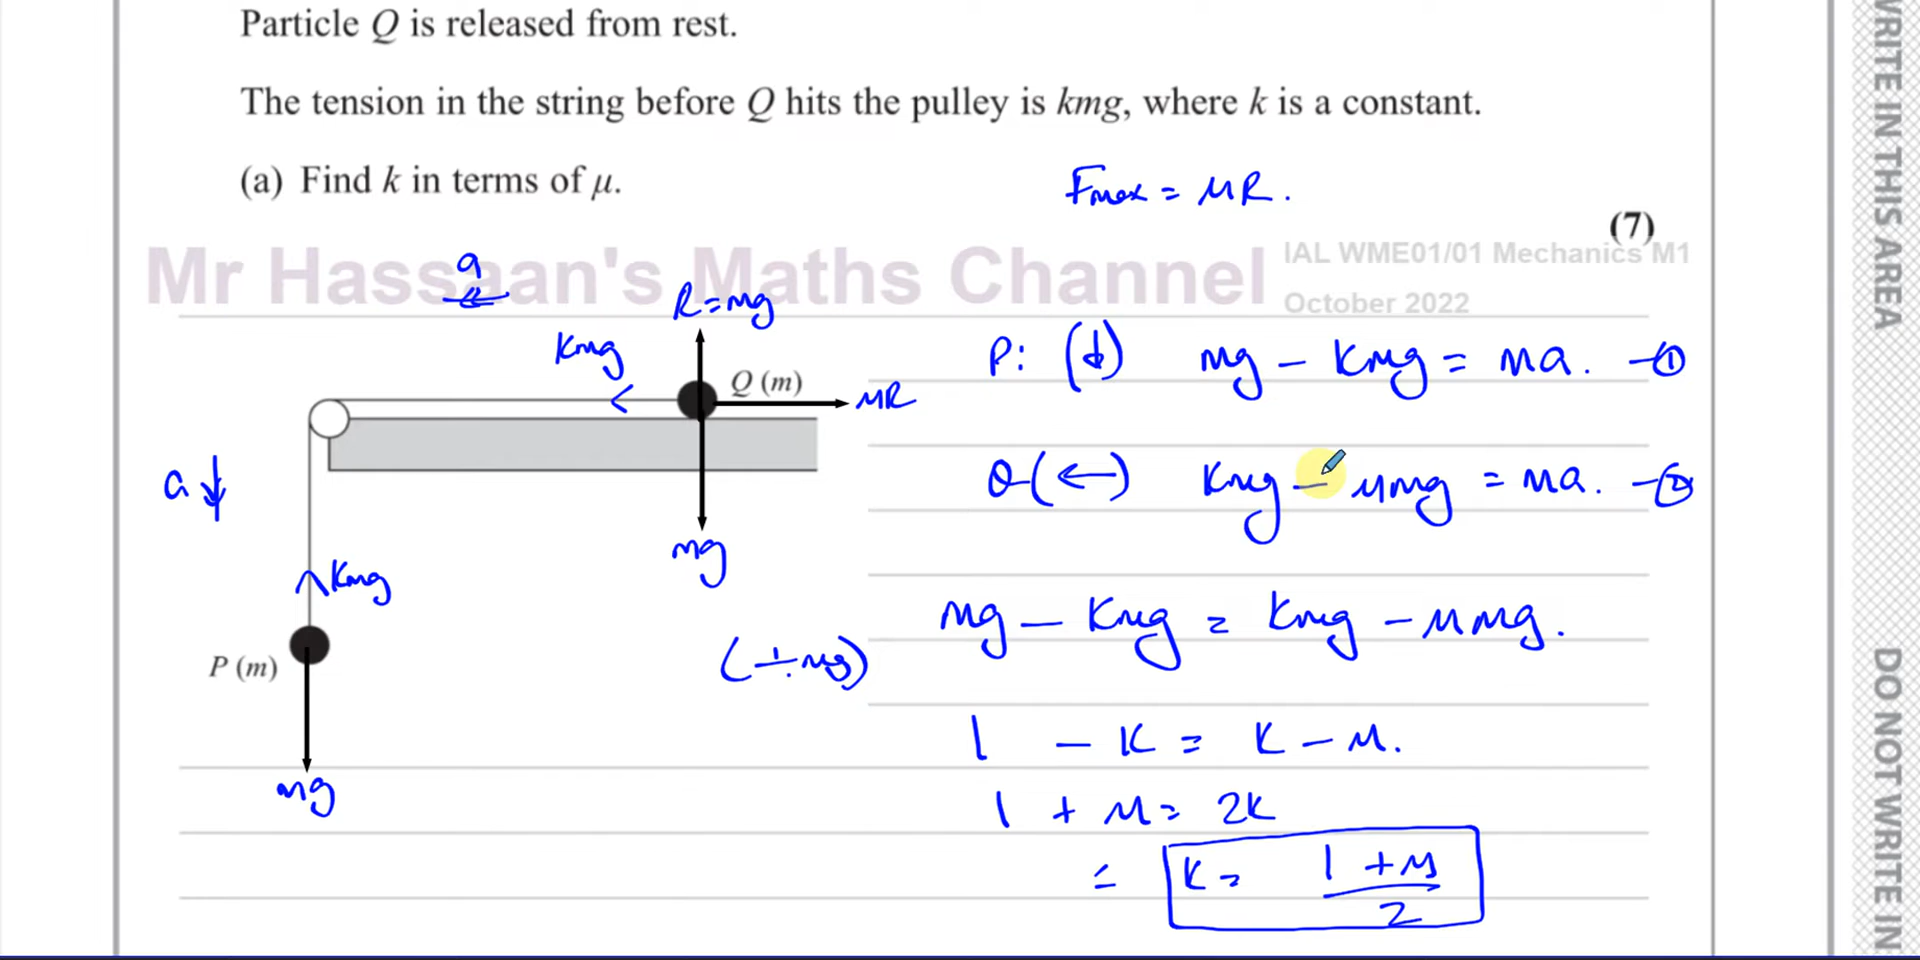 Particle Q is released from rest.
The tension in the string before Q hits the pulley is kmg, where k is a constant.
(a) Find k in terms of μ.
Fmax = μR.
(7)
Mr Hassaan's Maths Channel
IAL WME01/01 Mechanics M1
October 2022
a
R = mg
kmg
Q (m)
μR
P: (↓) mg - kmg = ma. -①
a↓
Q (←) kmg - μmg = ma. -②
mg
kmg
mg - kmg = kmg - μmg.
P (m)
(÷mg)
1 - k = k - μ.
mg
1 + μ = 2k
= k = 1 + μ
2
WRITE IN THIS AREA
DO NOT WRITE IN